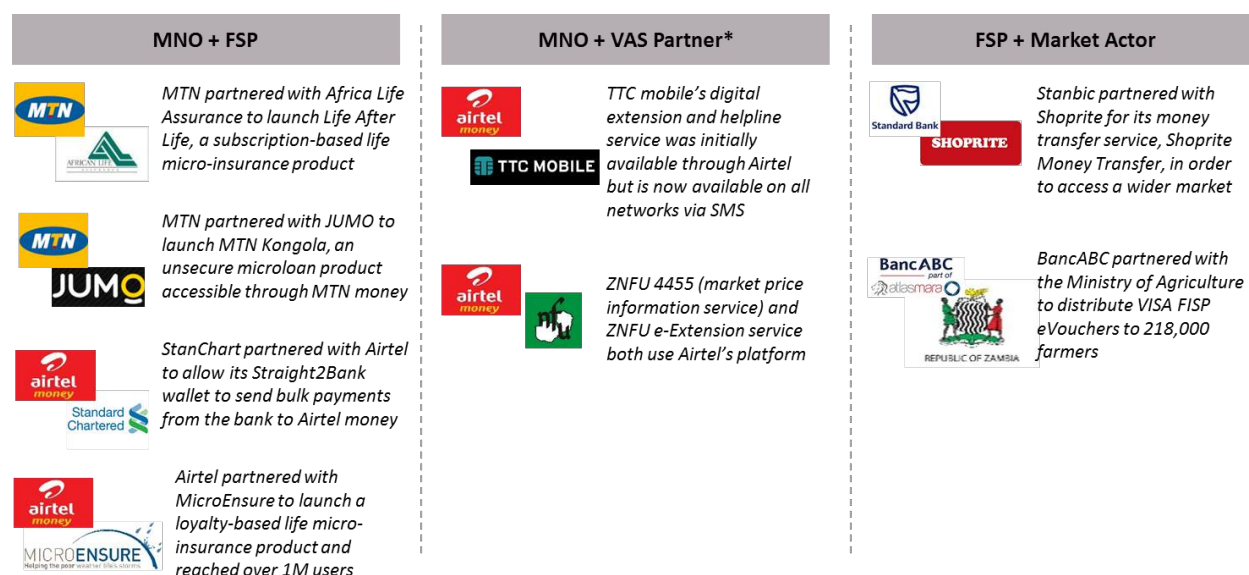 MNO + FSP
MTN
AFRICAN LIFE
ASSURANCE
MTN partnered with Africa Life
Assurance to launch Life After
Life, a subscription-based life
micro-insurance product
MTN
JUMO
MTN partnered with JUMO to
launch MTN Kongola, an
unsecure microloan product
accessible through MTN money
airtel
money
Standard
Chartered
StanChart partnered with Airtel
to allow its Straight2Bank
wallet to send bulk payments
from the bank to Airtel money
airtel
money
MICROENSURE
Helping the poor weather life's storms
Airtel partnered with
MicroEnsure to launch a
loyalty-based life micro-
insurance product and
reached over 1M users
MNO + VAS Partner*
airtel
money
TTC MOBILE
TTC mobile's digital
extension and helpline
service was initially
available through Airtel
but is now available on all
networks via SMS
airtel
money
nfu
ZNFU 4455 (market price
information service) and
ZNFU e-Extension service
both use Airtel's platform
FSP + Market Actor
Standard Bank
SHOPRITE
Stanbic partnered with
Shoprite for its money
transfer service, Shoprite
Money Transfer, in order
to access a wider market
BancABC
part of
atlasmara
REPUBLIC OF ZAMBIA
BancABC partnered with
the Ministry of Agriculture
to distribute VISA FISP
eVouchers to 218,000
farmers